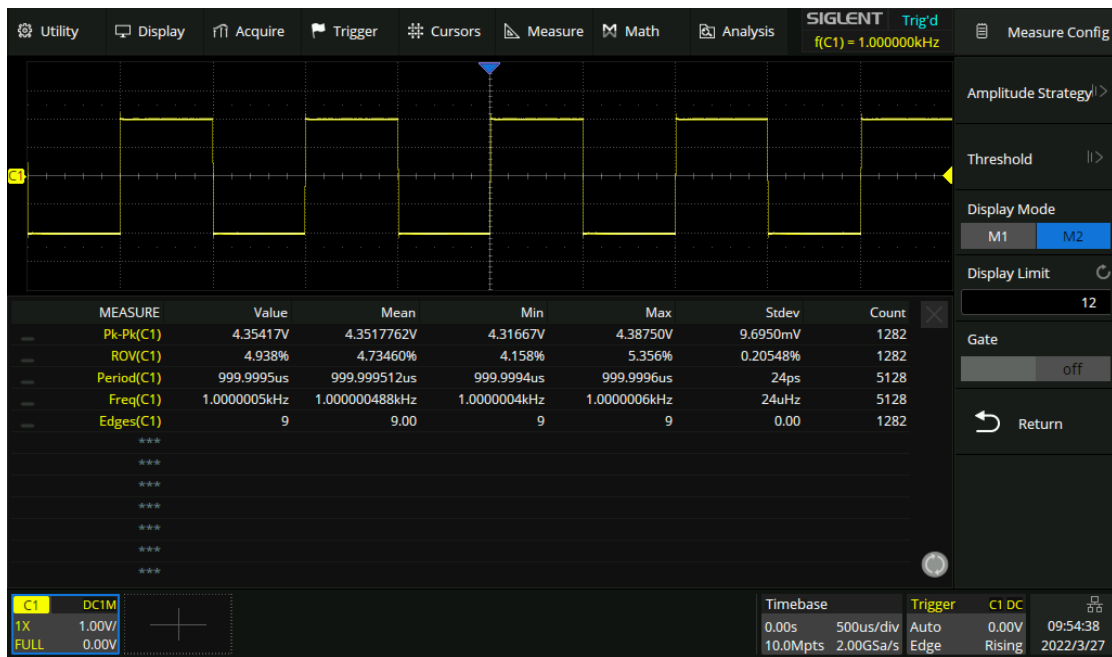 Utility Display Acquire Trigger Cursors Measure Math Analysis SIGLENT Trig'd
f(C1) = 1.000000kHz
Measure Config
Amplitude Strategy
Threshold
Display Mode
M1 M2
Display Limit
12
Gate
off
Return
C1
MEASURE Value Mean Min Max Stdev Count
Pk-Pk(C1) 4.35417V 4.3517762V 4.31667V 4.38750V 9.6950mV 1282
ROV(C1) 4.938% 4.73460% 4.158% 5.356% 0.20548% 1282
Period(C1) 999.9995us 999.999512us 999.9994us 999.9996us 24ps 5128
Freq(C1) 1.0000005kHz 1.000000488kHz 1.0000004kHz 1.0000006kHz 24uHz 5128
Edges(C1) 9 9.00 9 9 0.00 1282
***
***
***
***
***
***
***
C1 DC1M
1X 1.00V/
FULL 0.00V
Timebase
0.00s 500us/div
10.0Mpts 2.00GSa/s
Trigger C1 DC
Auto 0.00V
Edge Rising
09:54:38
2022/3/27